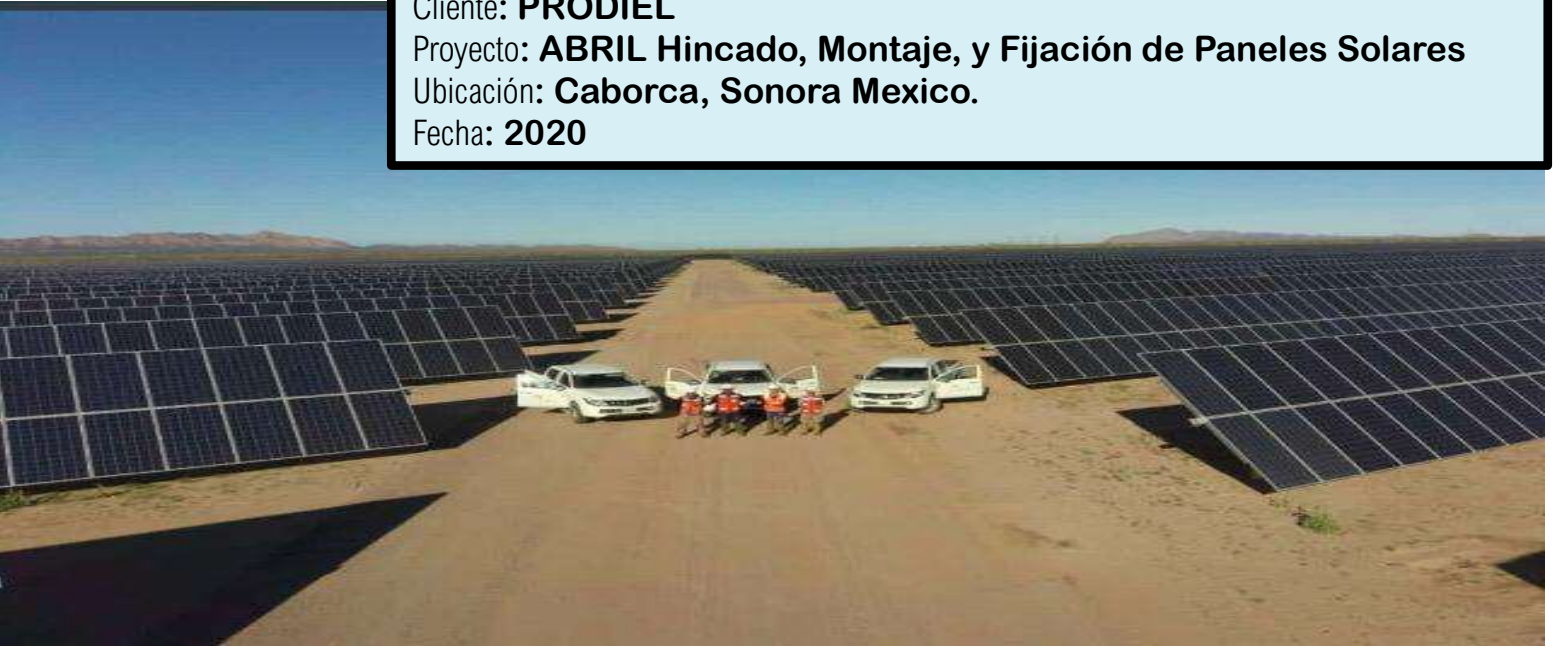 Cliente: PRODIEL
Proyecto: ABRIL Hincado, Montaje, y Fijación de Paneles Solares
Ubicación: Caborca, Sonora Mexico.
Fecha: 2020